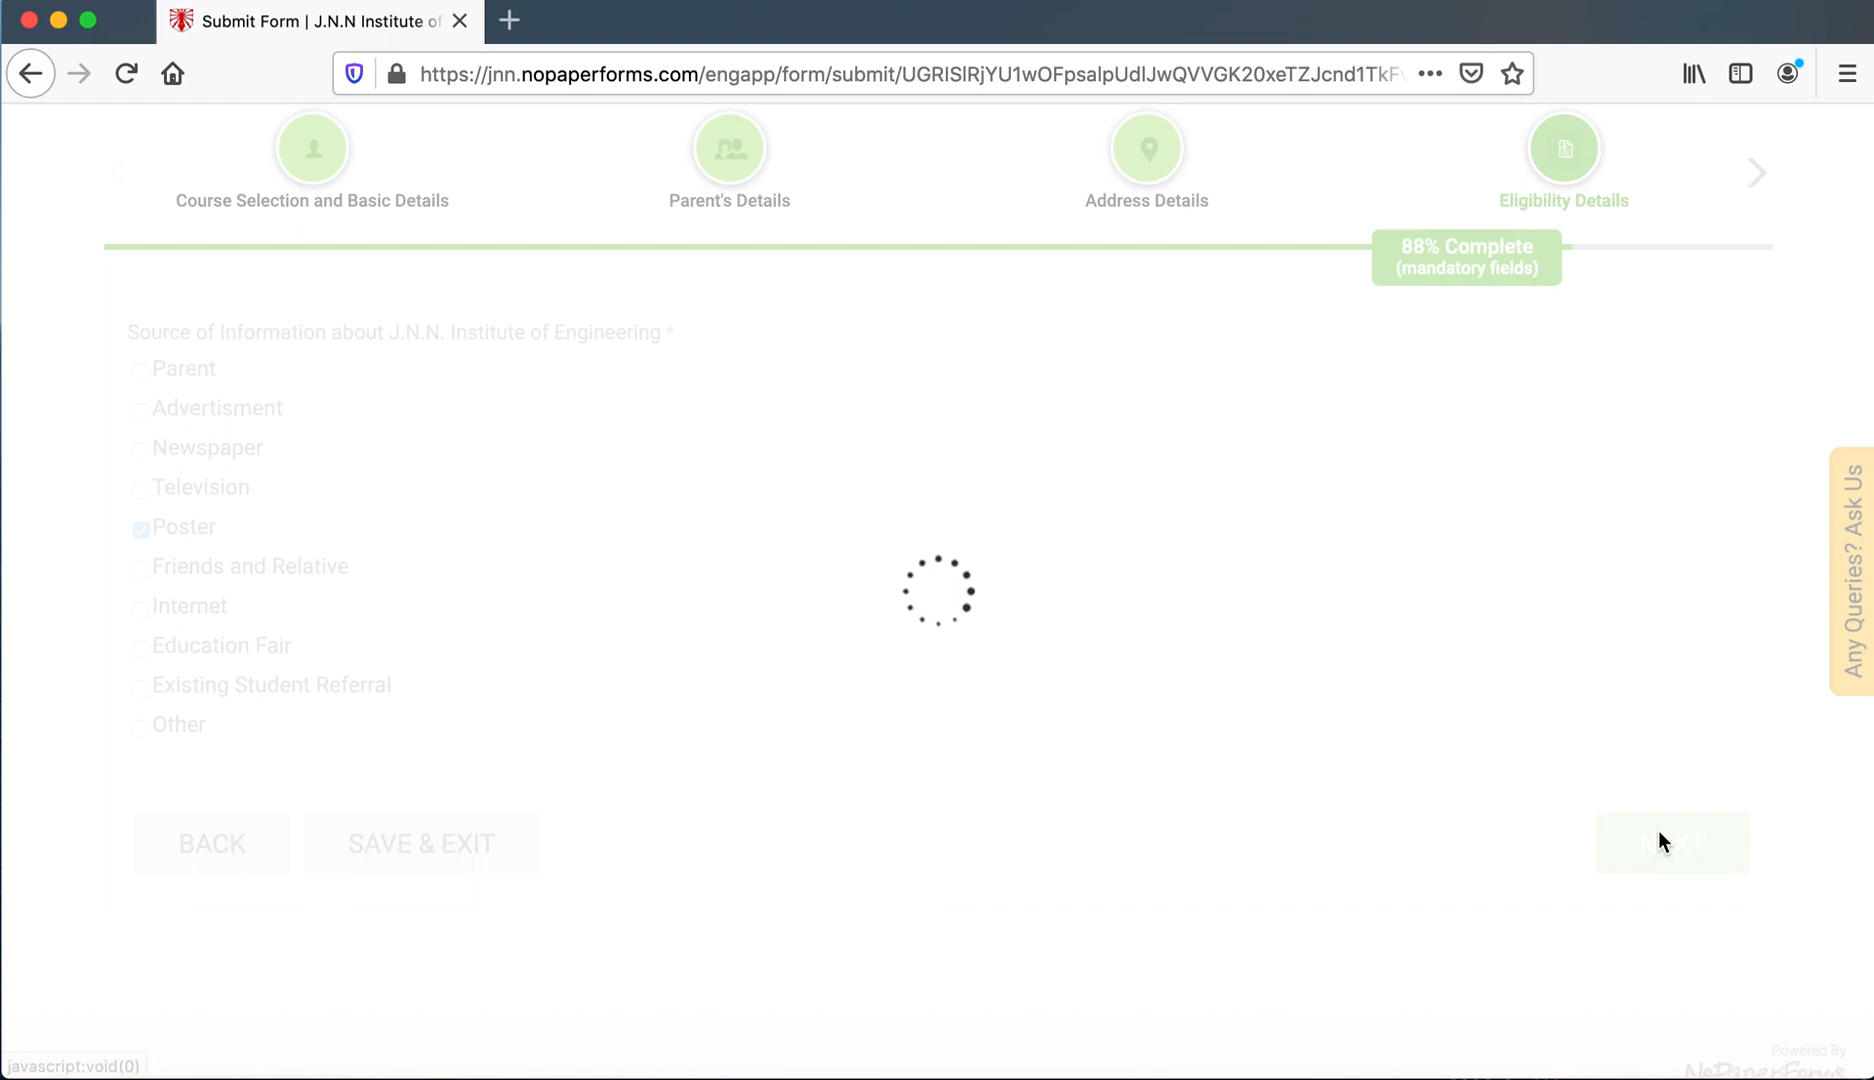 Submit Form | J.N.N Institute of
https://jnn.nopaperforms.com/engapp/form/submit/
Course Selection and Basic Details
Parent's Details
Address Details
Eligibility Details
88% Complete
(mandatory fields)
Source of Information about J.N.N. Institute of Engineering *
Parent
Advertisment
Newspaper
Television
Poster
Friends and Relative
Internet
Education Fair
Existing Student Referral
Other
BACK
SAVE & EXIT
NEXT
Any Queries? Ask Us
Powered By
NoPaperForms
javascript:void(0)